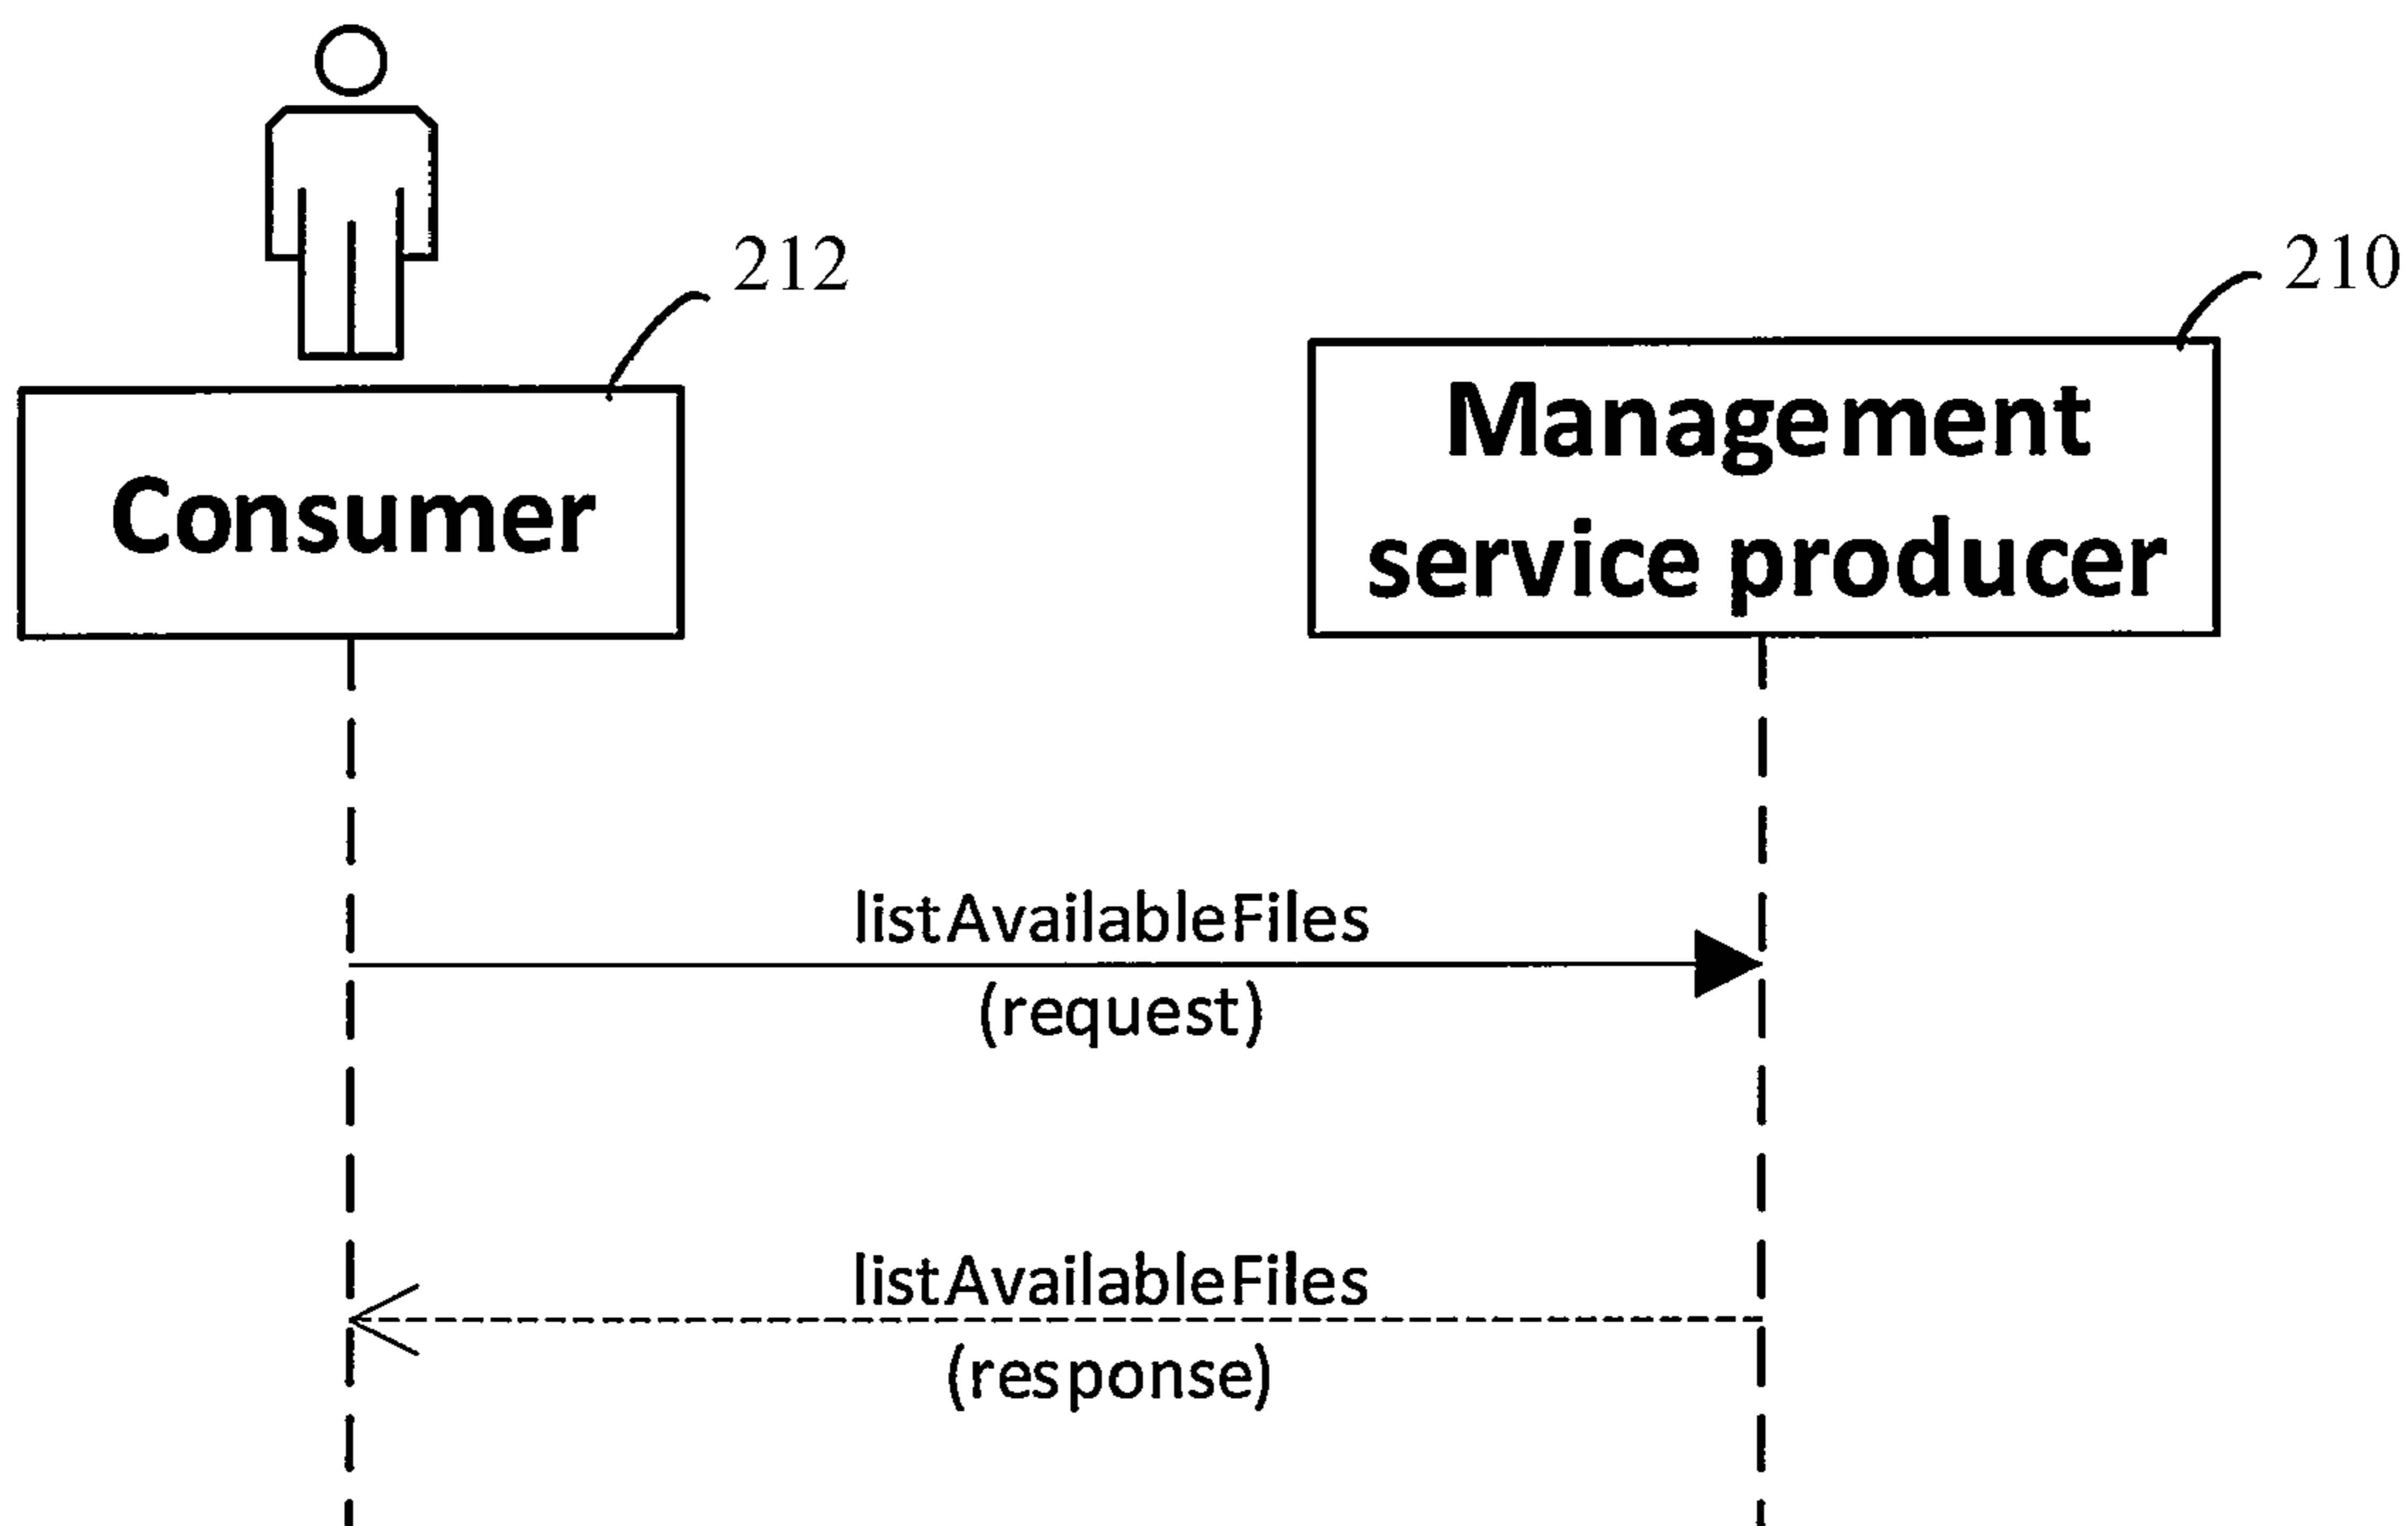 212
210
Consumer
Management
service producer
listAvailableFiles
(request)
listAvailableFiles
(response)